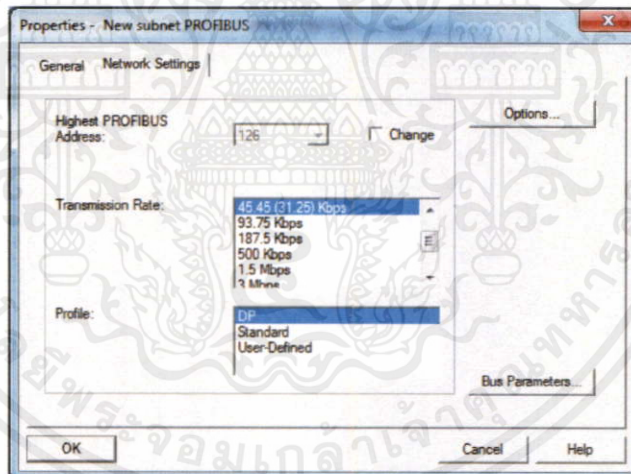 Properties - New subnet PROFIBUS
General Network Settings
Highest PROFIBUS
Address:
126
Change
Options...
Transmission Rate:
45.45 (31.25) Kbps
93.75 Kbps
187.5 Kbps
500 Kbps
1.5 Mbps
3 Mbps
Profile:
DP
Standard
User-Defined
Bus Parameters...
OK
Cancel
Help